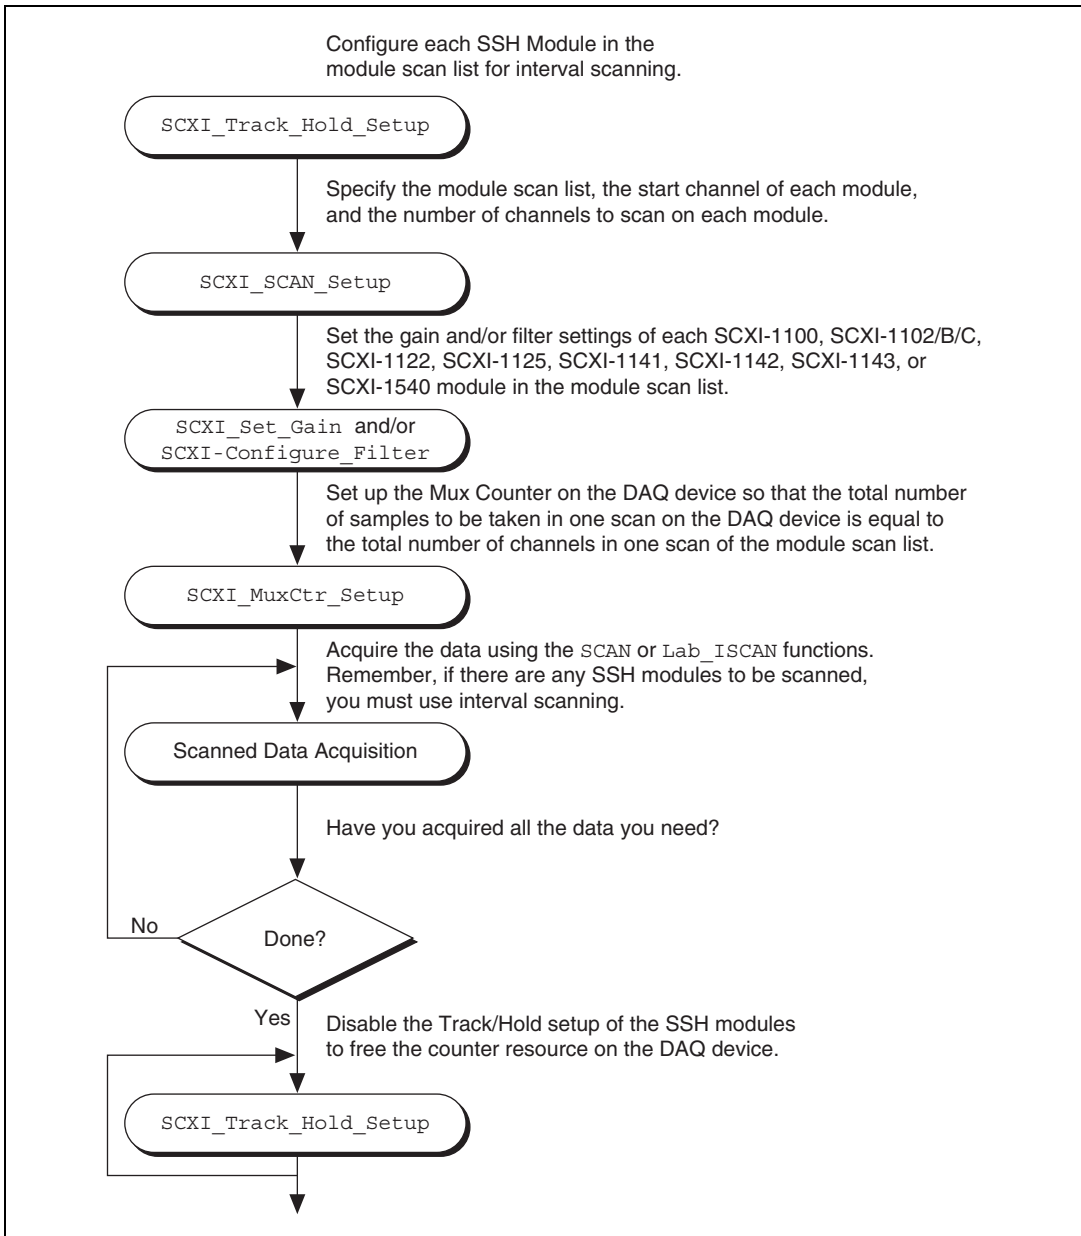 Configure each SSH Module in the
module scan list for interval scanning.
SCXI_Track_Hold_Setup
Specify the module scan list, the start channel of each module,
and the number of channels to scan on each module.
SCXI_SCAN_Setup
Set the gain and/or filter settings of each SCXI-1100, SCXI-1102/B/C,
SCXI-1122, SCXI-1125, SCXI-1141, SCXI-1142, SCXI-1143, or
SCXI-1540 module in the module scan list.
SCXI_Set_Gain and/or
SCXI-Configure_Filter
Set up the Mux Counter on the DAQ device so that the total number
of samples to be taken in one scan on the DAQ device is equal to
the total number of channels in one scan of the module scan list.
SCXI_MuxCtr_Setup
Acquire the data using the SCAN or Lab_ISCAN functions.
Remember, if there are any SSH modules to be scanned,
you must use interval scanning.
Scanned Data Acquisition
Have you acquired all the data you need?
No
Done?
Yes
Disable the Track/Hold setup of the SSH modules
to free the counter resource on the DAQ device.
SCXI_Track_Hold_Setup